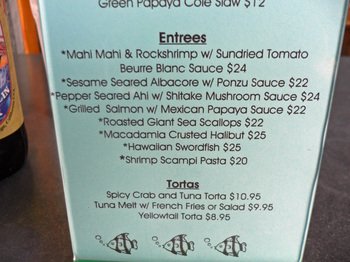 Green Papaya Cole Slaw $12
Entrees
*Mahi Mahi & Rockshrimp w/ Sundried Tomato
Beurre Blanc Sauce $24
*Sesame Seared Albacore w/ Ponzu Sauce $22
*Pepper Seared Ahi w/ Shitake Mushroom Sauce $24
*Grilled Salmon w/ Mexican Papaya Sauce $22
*Roasted Giant Sea Scallops $22
*Macadamia Crusted Halibut $25
*Hawaiian Swordfish $25
*Shrimp Scampi Pasta $20
Tortas
Spicy Crab and Tuna Torta $10.95
Tuna Melt w/ French Fries or Salad $9.95
Yellowtail Torta $8.95